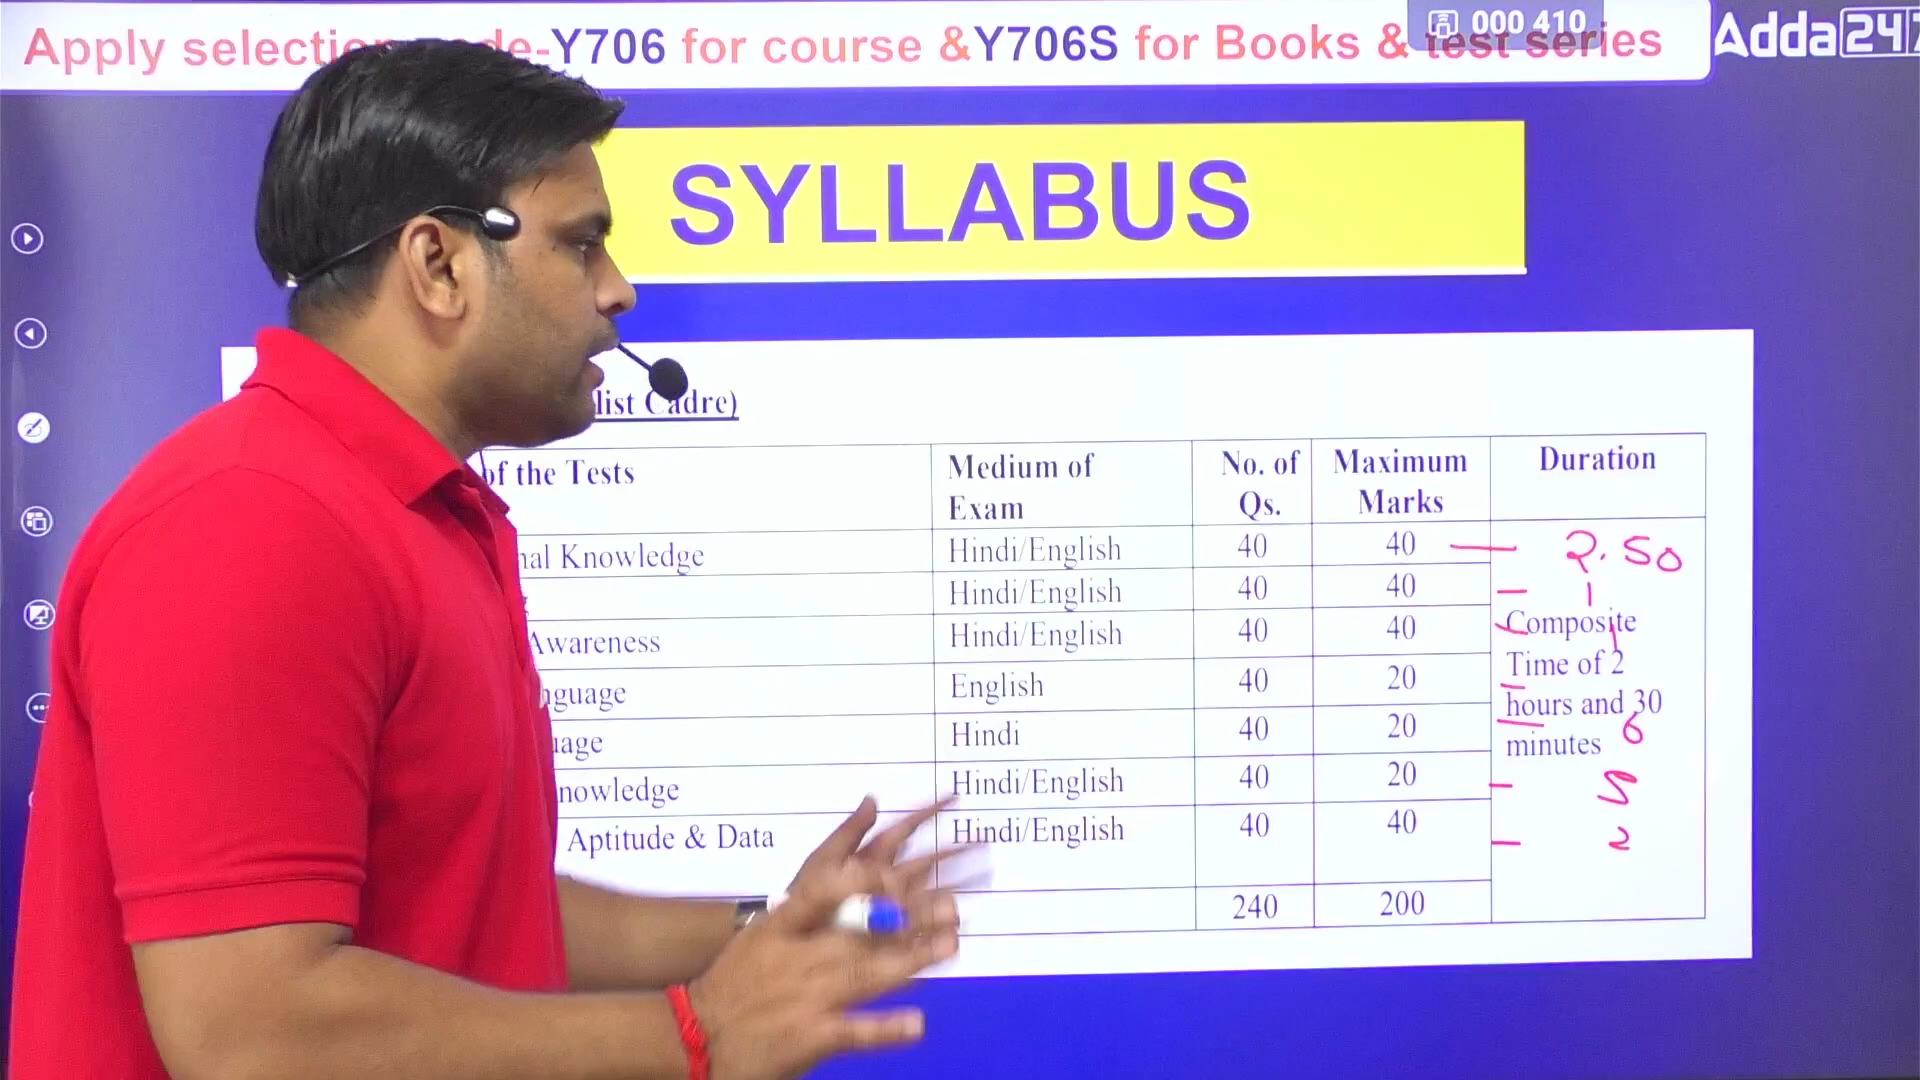 Apply selection de-Y706 for course &Y706S for Books & test series
000 410
Adda247
SYLLABUS
list Cadre)
of the Tests Medium of Exam No. of Qs. Maximum Marks Duration
nal Knowledge Hindi/English 40 40 2.50
Hindi/English 40 40 1
Awareness Hindi/English 40 40
nguage English 40 20
uage Hindi 40 20
nowledge Hindi/English 40 20
Aptitude & Data Hindi/English 40 40
240 200
Composite
Time of 2
hours and 30
minutes
6
5
2